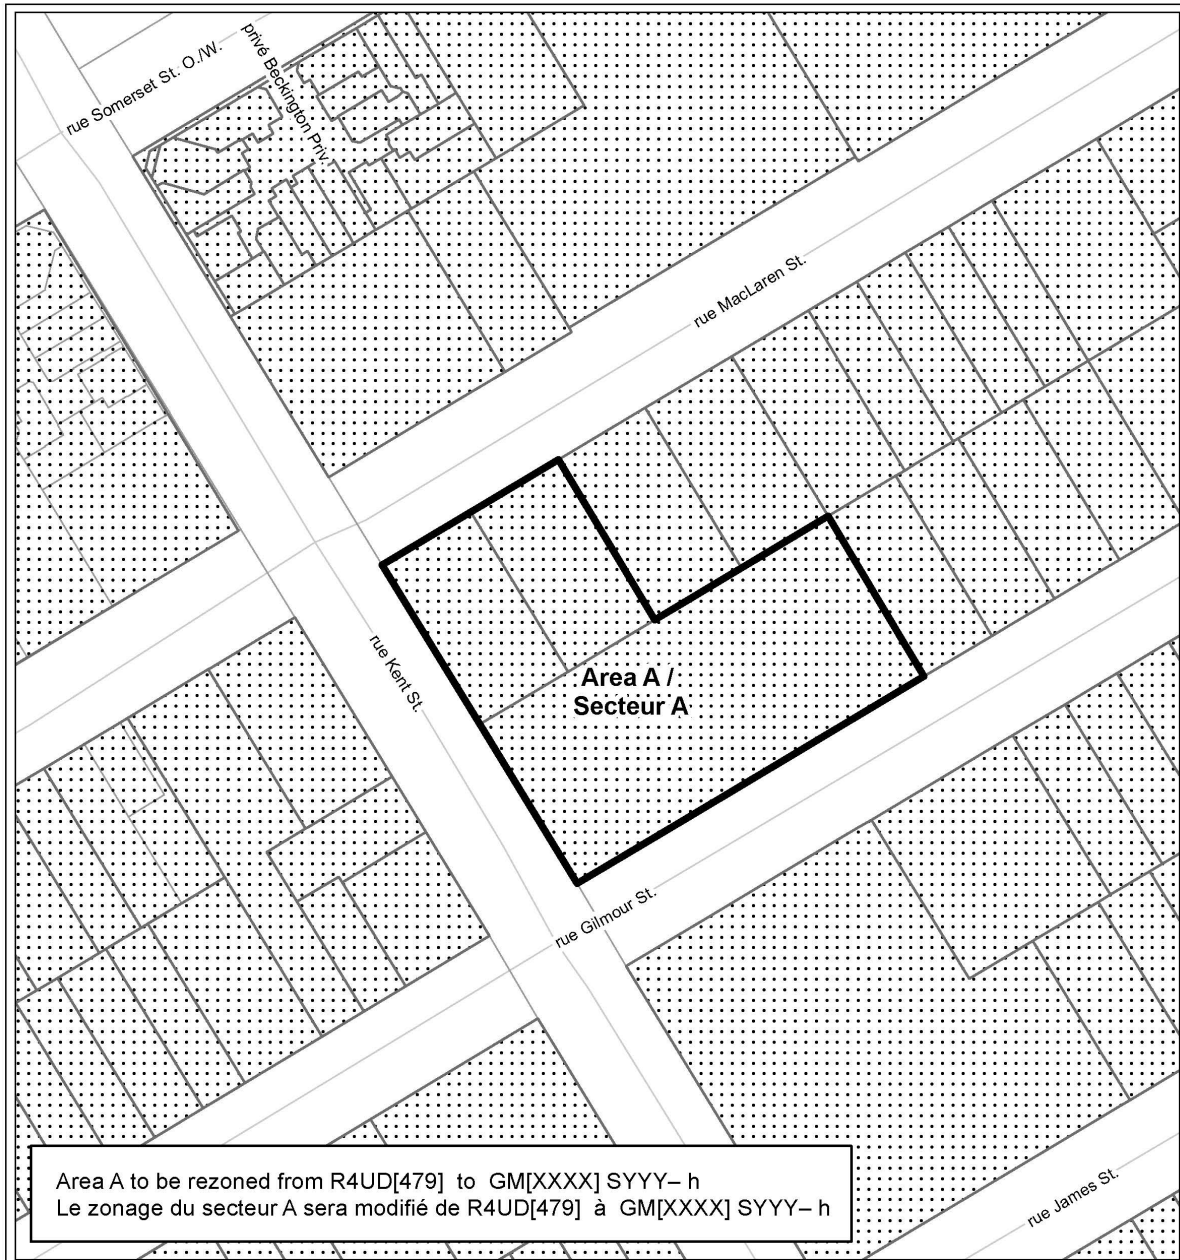 rue Somerset St. O./W.
privé Beckington Priv.
rue MacLaren St.
rue Kent St.
Area A /
Secteur A
rue Gilmour St.
rue James St.
Area A to be rezoned from R4UD[479] to GM[XXXX] SYYY– h
Le zonage du secteur A sera modifié de R4UD[479] à GM[XXXX] SYYY– h